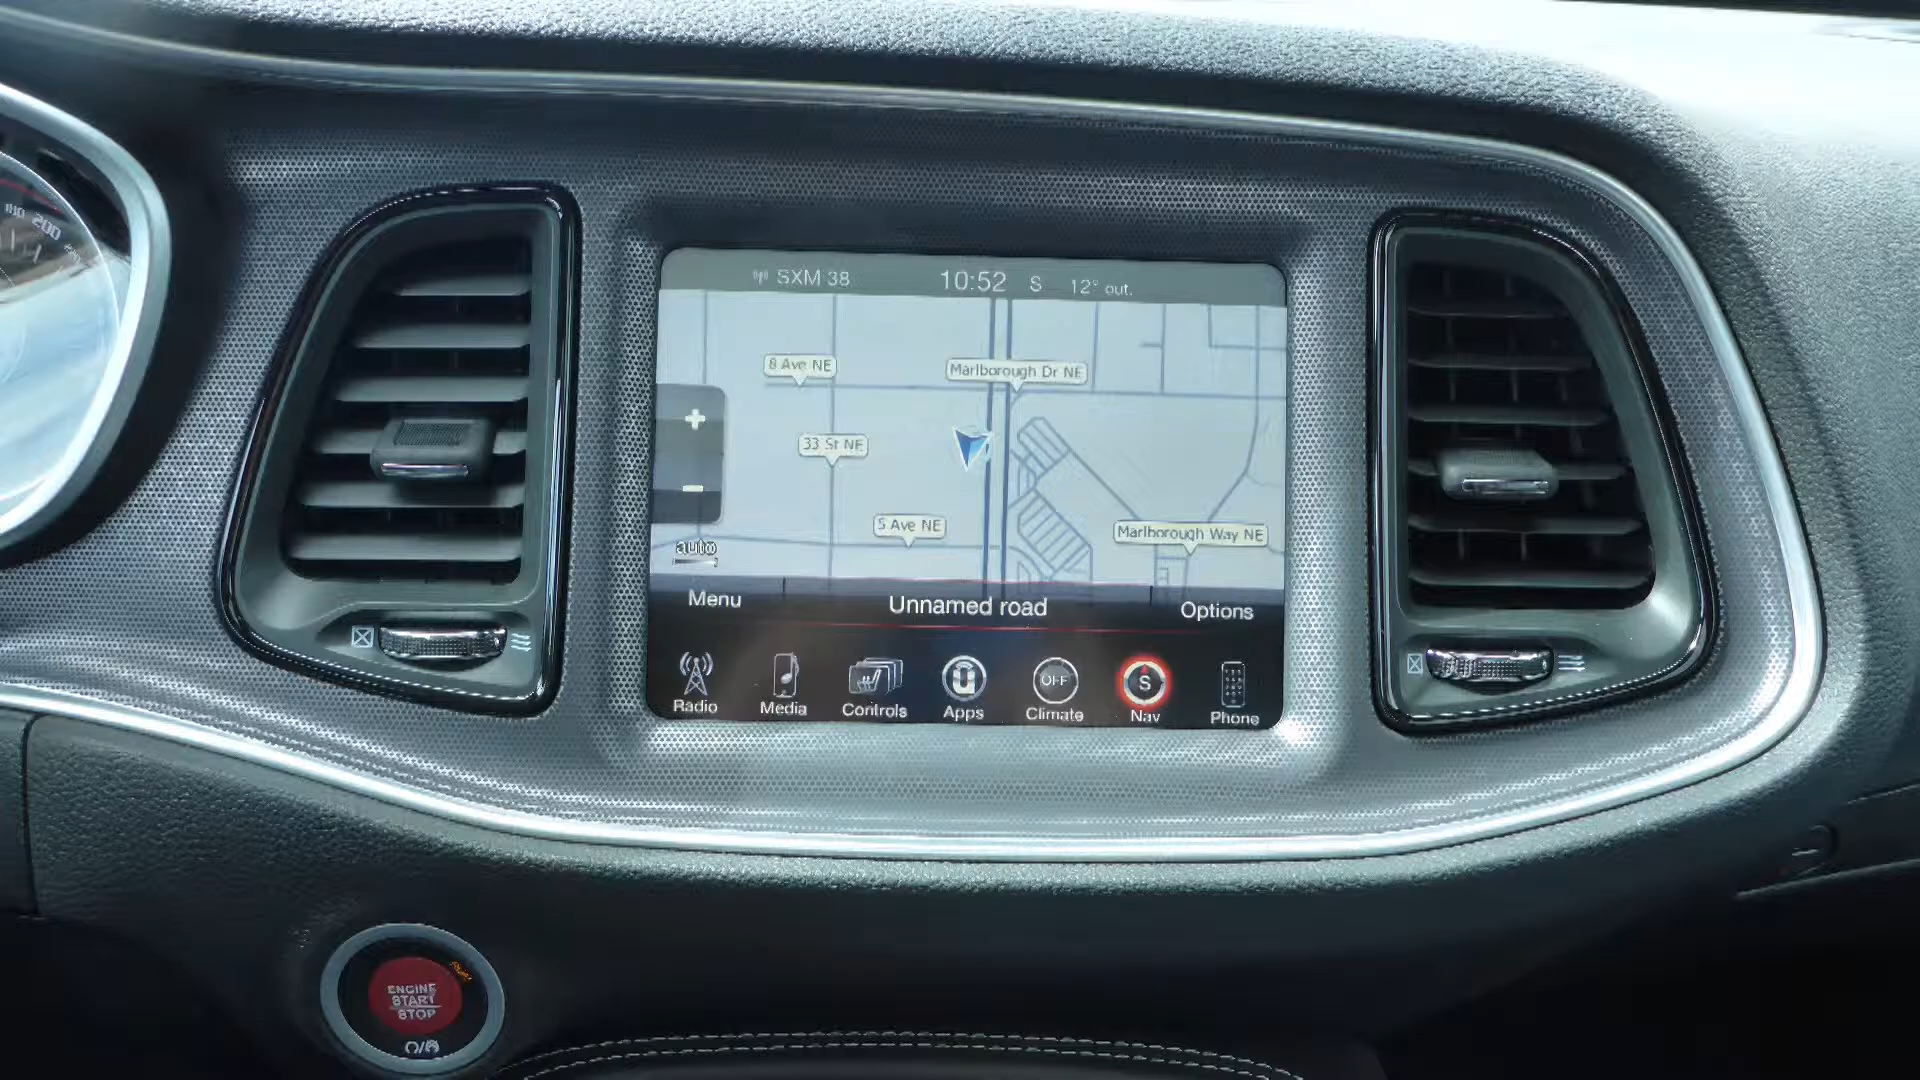 200
SXM 38 10:52 S 12° out.
8 Ave NE
Marlborough Dr NE
33 St NE
5 Ave NE
Marlborough Way NE
+
-
auto
Menu Unnamed road Options
OFF S
Radio Media Controls Apps Climate Nav Phone
ENGINE
START
STOP